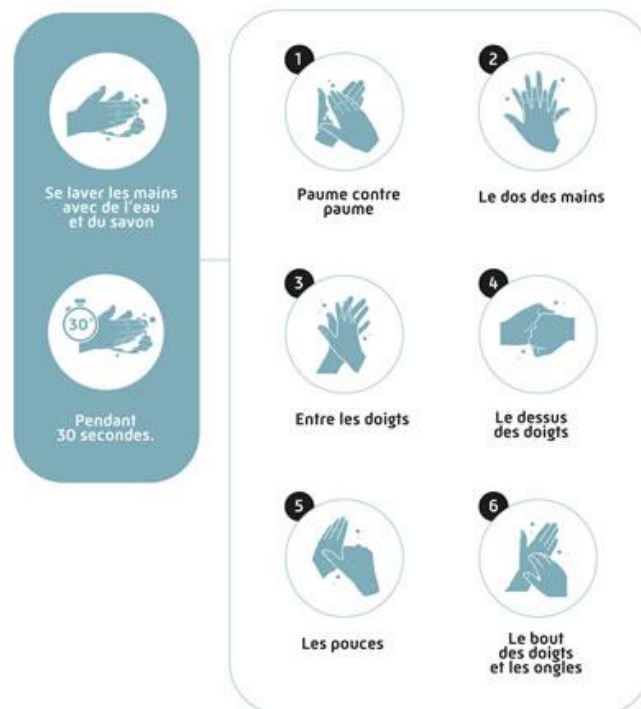 Se laver les mains
avec de l'eau
et du savon
30'
Pendant
30 secondes.
1
Paume contre
paume
2
Le dos des mains
3
Entre les doigts
4
Le dessus
des doigts
5
Les pouces
6
Le bout
des doigts
et les ongles